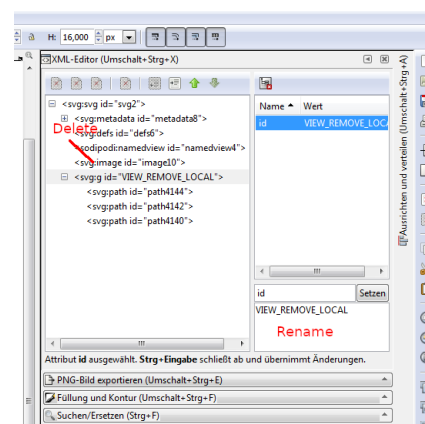 H: 16,000 px
XML-Editor (Umschalt+Strg+X)
<svg:svg id="svg2">
<svg:metadata id="metadata8">
Delete
<svg:defs id="defs6">
<sodipodi:namedview id="namedview4">
<svg:image id="image10">
<svg:g id="VIEW_REMOVE_LOCAL">
<svg:path id="path4144">
<svg:path id="path4142">
<svg:path id="path4140">
Name Wert
id VIEW_REMOVE_LOCA
id Setzen
VIEW_REMOVE_LOCAL
Rename
Attribut id ausgewählt. Strg+Eingabe schließt ab und übernimmt Änderungen.
PNG-Bild exportieren (Umschalt+Strg+E)
Füllung und Kontur (Umschalt+Strg+F)
Suchen/Ersetzen (Strg+F)
Ausrichten und verteilen (Umschalt+Strg+A)